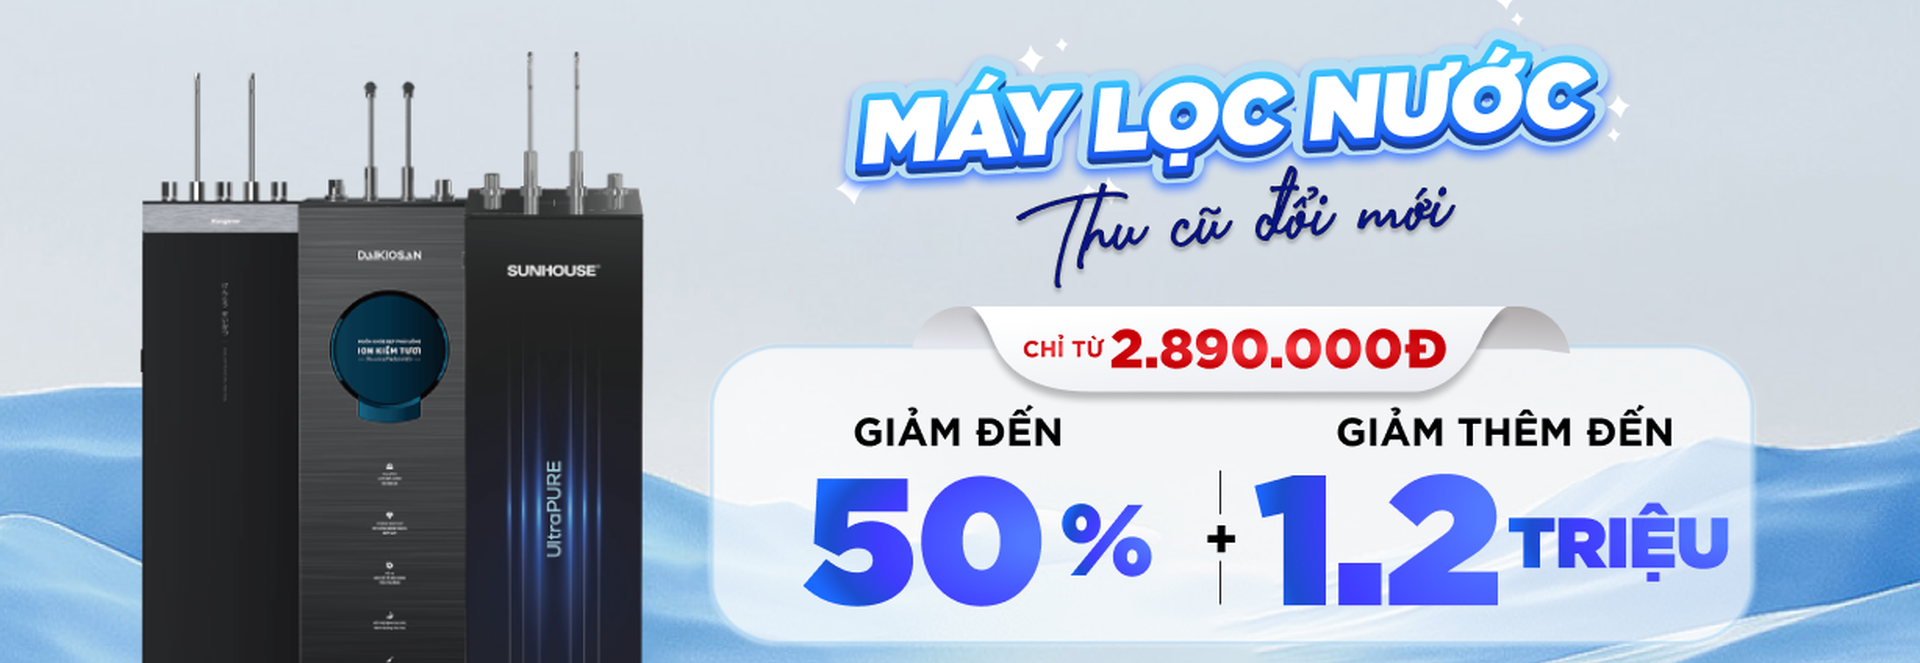 MÁY LỌC NƯỚC
Thu cũ đổi mới
CHỈ TỪ 2.890.000Đ
GIẢM ĐẾN
50%
+
GIẢM THÊM ĐẾN
1.2 TRIỆU
DAIKIOSAN
ION KIỀM TƯƠI
SUNHOUSE
UltraPURE